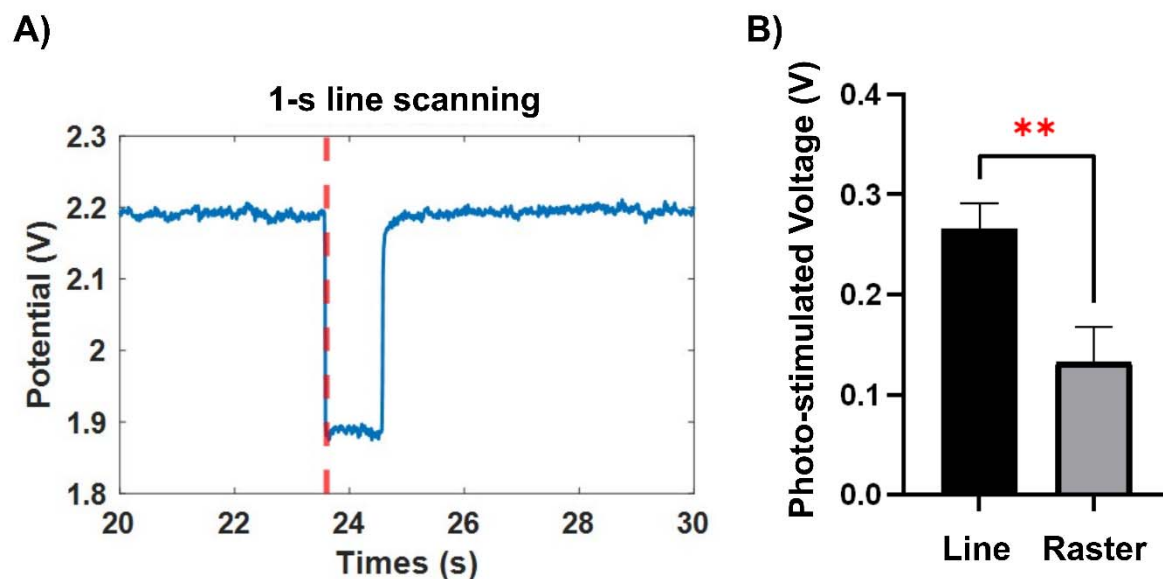 A)
1-s line scanning
Potential (V)
2.3
2.2
2.1
2
1.9
1.8
20 22 24 26 28 30
Times (s)
B)
Photo-stimulated Voltage (V)
0.4
0.3
0.2
0.1
0.0
**
Line Raster